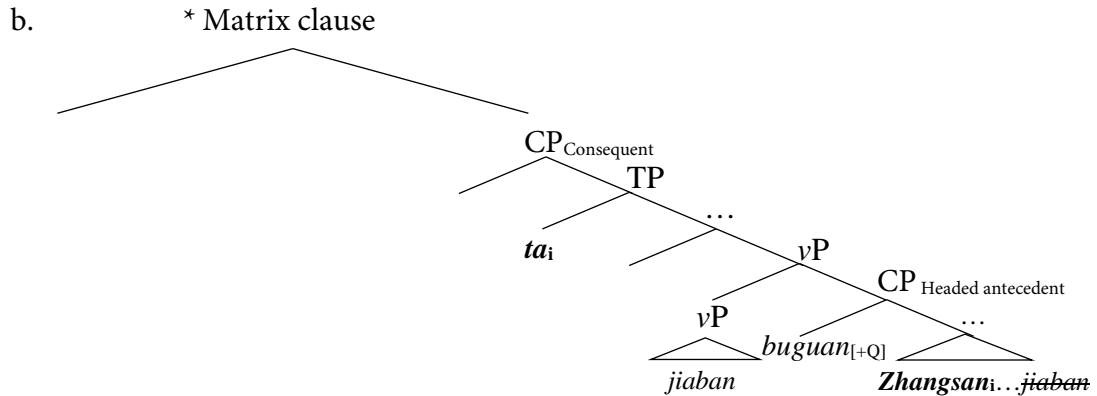 b. * Matrix clause
CP Consequent
TP
…
ta i
vP
CP Headed antecedent
vP …
buguan [+Q]
jiaban Zhangsan i …jiaban